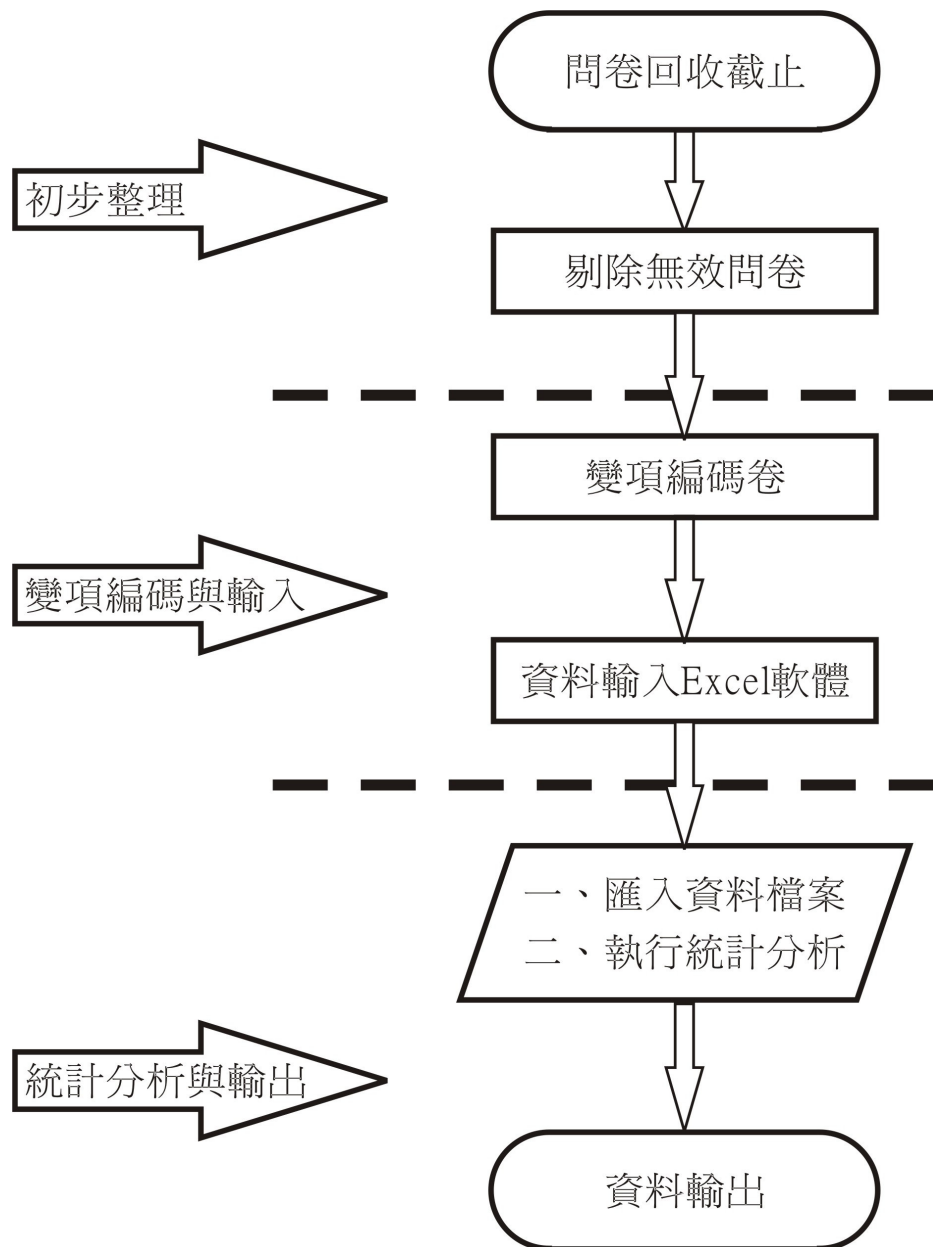 問卷回收截止
初步整理
剔除無效問卷
變項編碼卷
變項編碼與輸入
資料輸入Excel軟體
一、匯入資料檔案
二、執行統計分析
統計分析與輸出
資料輸出